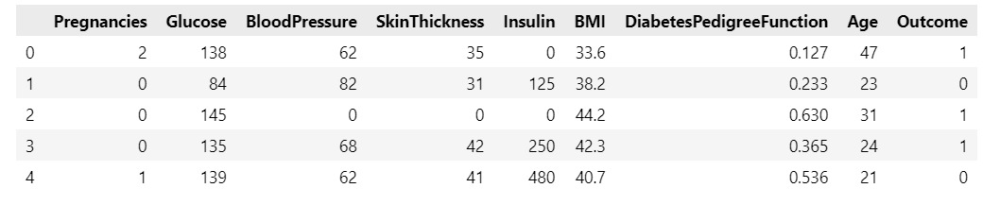 Pregnancies Glucose BloodPressure SkinThickness Insulin BMI DiabetesPedigreeFunction Age Outcome
0 2 138 62 35 0 33.6 0.127 47 1
1 0 84 82 31 125 38.2 0.233 23 0
2 0 145 0 0 0 44.2 0.630 31 1
3 0 135 68 42 250 42.3 0.365 24 1
4 1 139 62 41 480 40.7 0.536 21 0